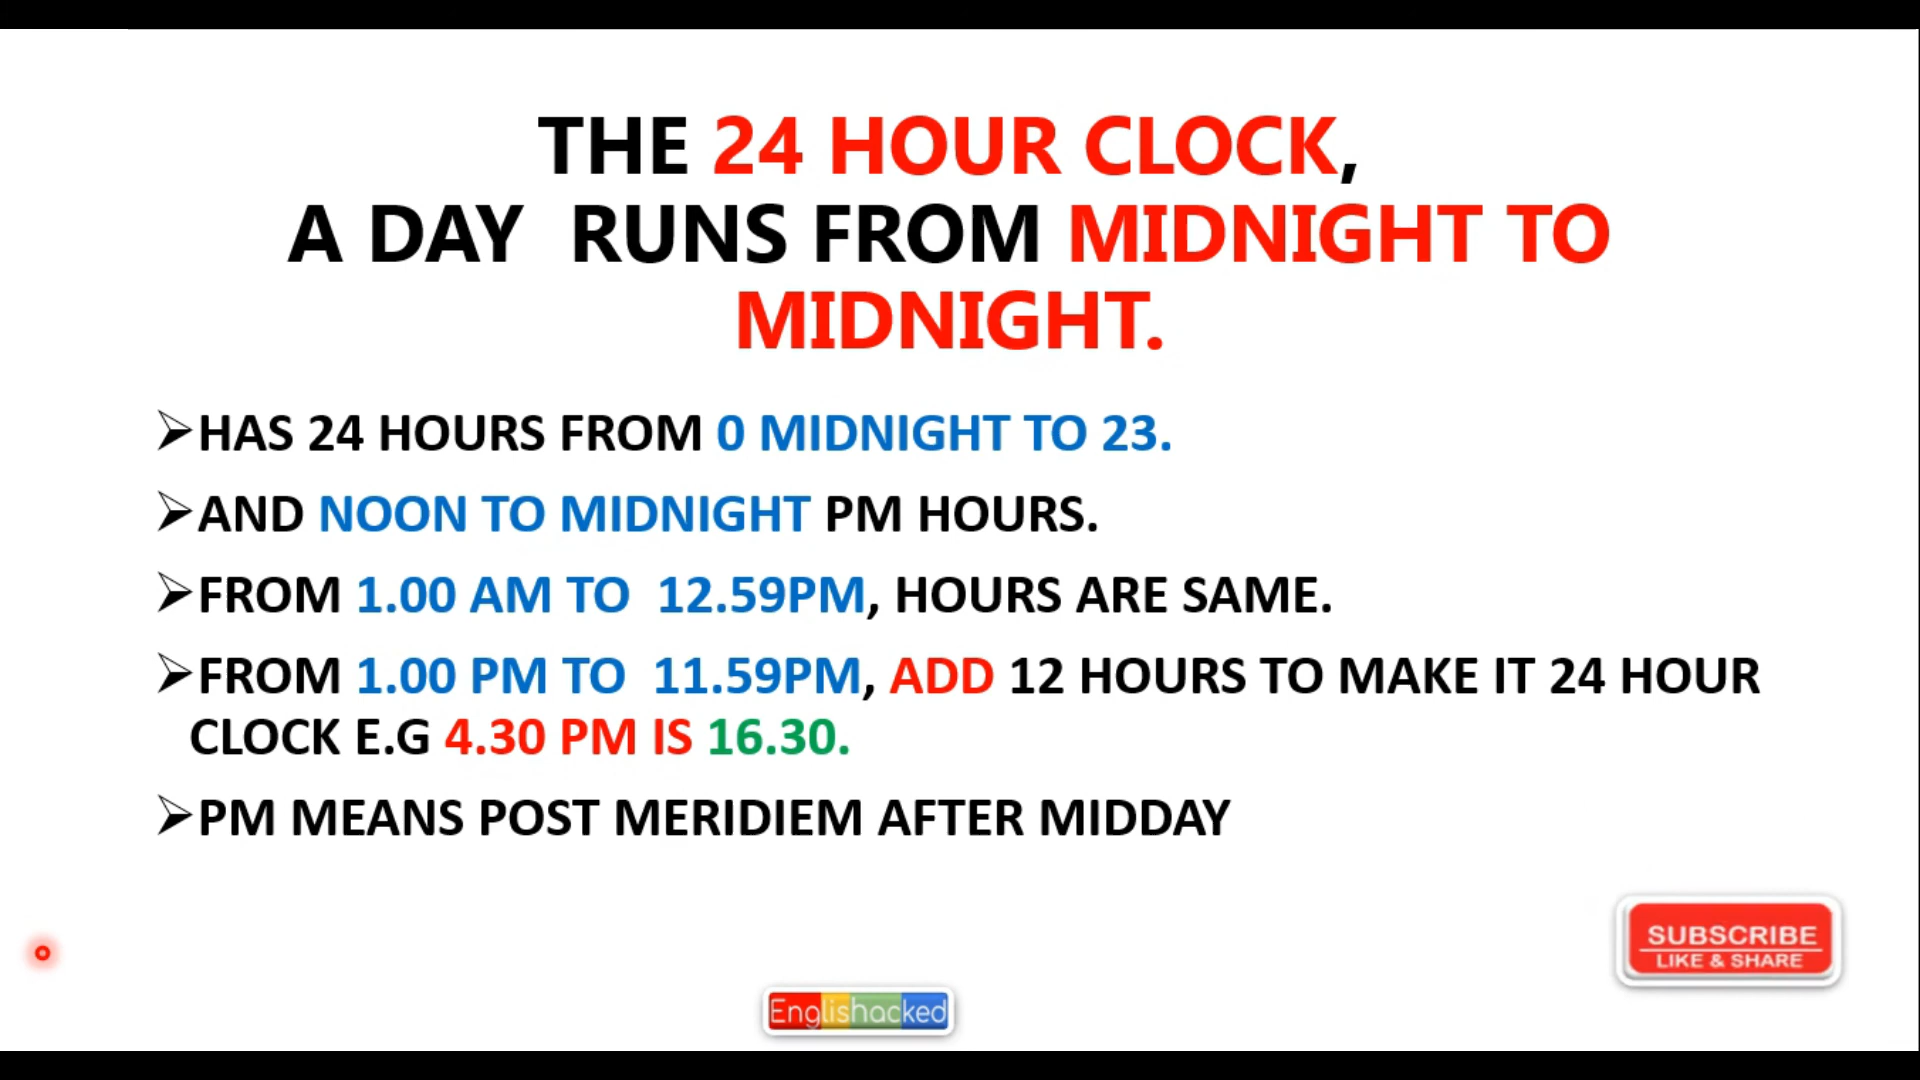 THE 24 HOUR CLOCK,
A DAY RUNS FROM MIDNIGHT TO
MIDNIGHT.
➢HAS 24 HOURS FROM 0 MIDNIGHT TO 23.
➢AND NOON TO MIDNIGHT PM HOURS.
➢FROM 1.00 AM TO 12.59PM, HOURS ARE SAME.
➢FROM 1.00 PM TO 11.59PM, ADD 12 HOURS TO MAKE IT 24 HOUR
CLOCK E.G 4.30 PM IS 16.30.
➢PM MEANS POST MERIDIEM AFTER MIDDAY
SUBSCRIBE
LIKE & SHARE
Englishacked